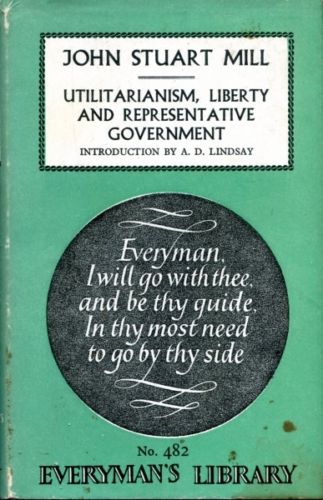 JOHN STUART MILL
UTILITARIANISM, LIBERTY
AND REPRESENTATIVE
GOVERNMENT
INTRODUCTION BY A. D. LINDSAY
Everyman,
I will go with thee,
and be thy guide,
In thy most need
to go by thy side
No. 482
EVERYMAN'S LIBRARY